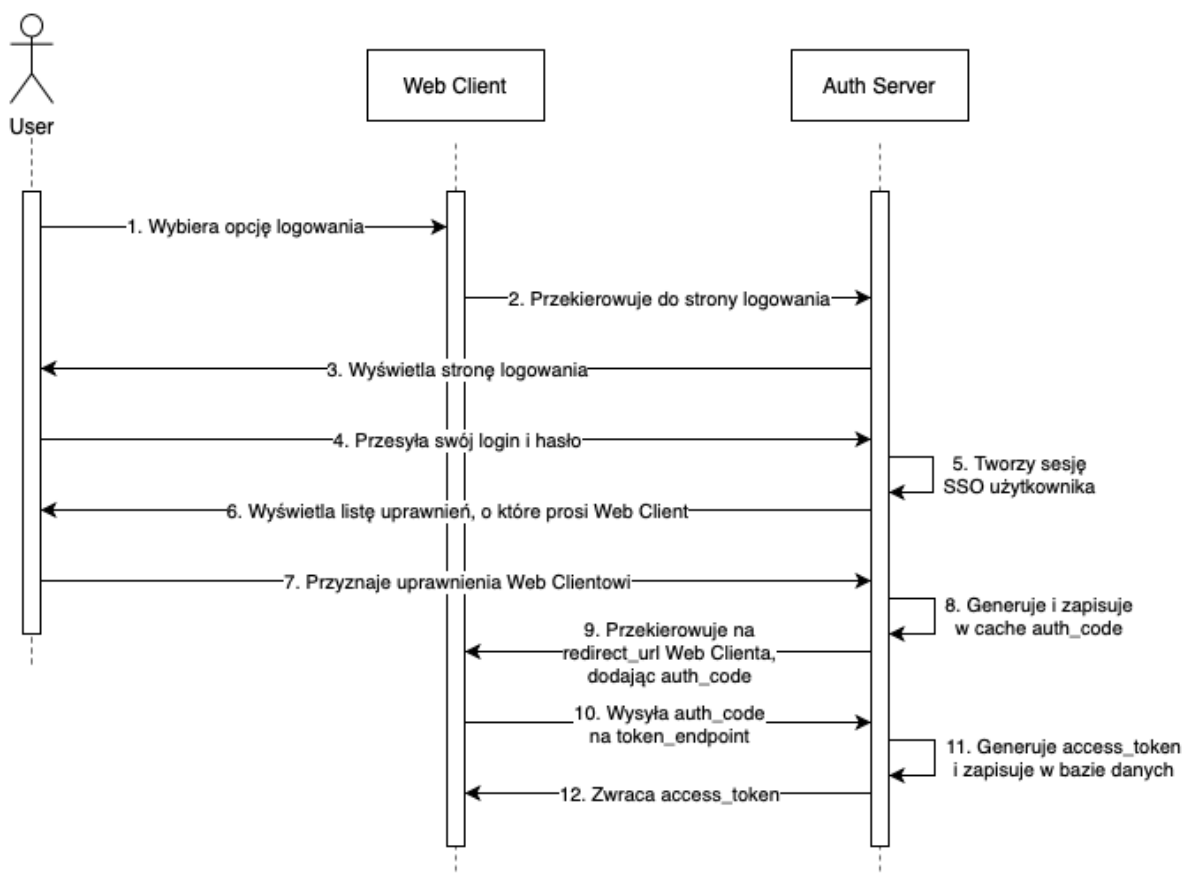 User
Web Client
Auth Server
1. Wybiera opcję logowania
2. Przekierowuje do strony logowania
3. Wyświetla stronę logowania
4. Przesyła swój login i hasło
5. Tworzy sesję
SSO użytkownika
6. Wyświetla listę uprawnień, o które prosi Web Client
7. Przyznaje uprawnienia Web Clientowi
8. Generuje i zapisuje
w cache auth_code
9. Przekierowuje na
redirect_url Web Clienta,
dodając auth_code
10. Wysyła auth_code
na token_endpoint
11. Generuje access_token
i zapisuje w bazie danych
12. Zwraca access_token